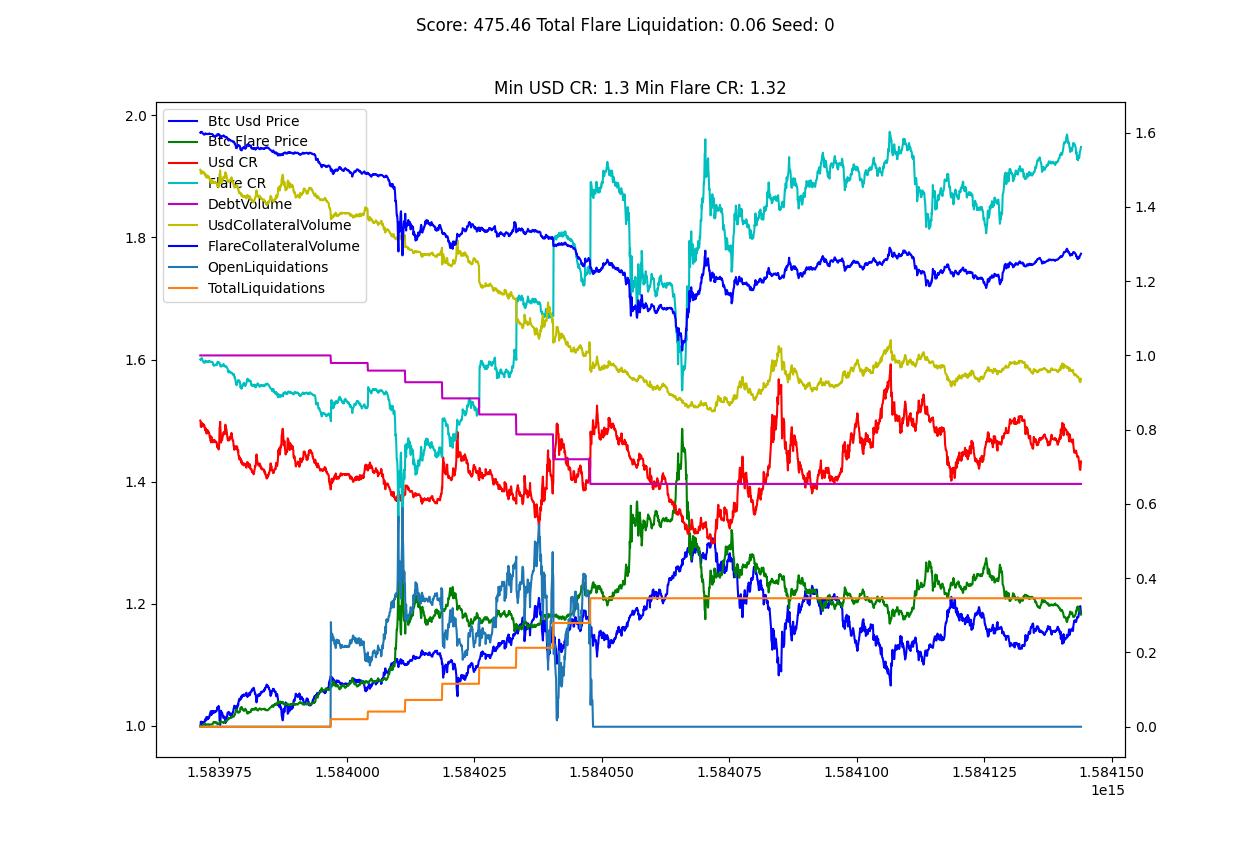 Score: 475.46 Total Flare Liquidation: 0.06 Seed: 0
Min USD CR: 1.3 Min Flare CR: 1.32
Btc Usd Price
Btc Flare Price
Usd CR
Flare CR
DebtVolume
UsdCollateralVolume
FlareCollateralVolume
OpenLiquidations
TotalLiquidations
2.0
1.8
1.6
1.4
1.2
1.0
1.6
1.4
1.2
1.0
0.8
0.6
0.4
0.2
0.0
1.583975 1.584000 1.584025 1.584050 1.584075 1.584100 1.584125 1.584150
1e15